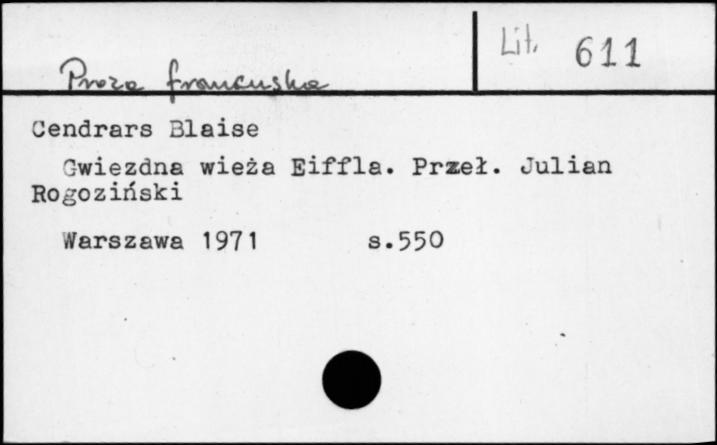 Proza francuska
Lit. 611
Cendrars Blaise
Gwiezdna wieża Eiffla. Przeł. Julian
Rogoziński
Warszawa 1971 s.550